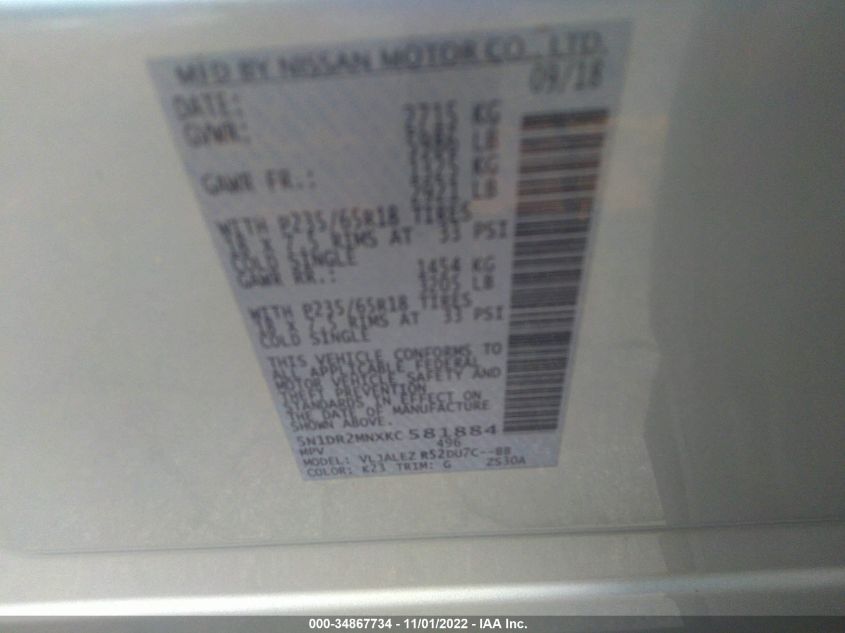 MFD BY NISSAN MOTOR CO., LTD.
DATE: 09/18
GVWR: 2715 KG
5986 LB
GAWR FR.: 1325 KG
2921 LB
WITH P235/65R18 TIRES
18 X 7.5 RIMS AT 33 PSI
COLD SINGLE
GAWR RR.: 1454 KG
3205 LB
WITH P235/65R18 TIRES
18 X 7.5 RIMS AT 33 PSI
COLD SINGLE
THIS VEHICLE CONFORMS TO
ALL APPLICABLE FEDERAL
MOTOR VEHICLE SAFETY AND
THEFT PREVENTION
STANDARDS IN EFFECT ON
THE DATE OF MANUFACTURE
SHOWN ABOVE.
5N1DR2MNXKC 581884
MPV 496
MODEL: VLJALEZ R52DU7C--BB
COLOR: K23 TRIM: G ZS30A
000-34867734 - 11/01/2022 - IAA Inc.